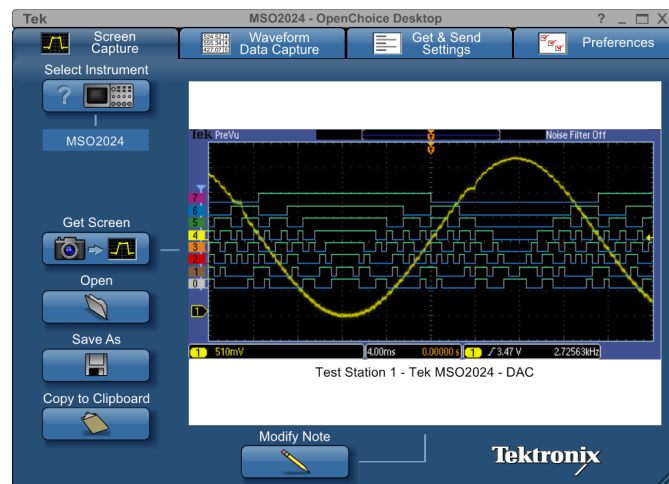 Tek
MSO2024 - OpenChoice Desktop
? _ X
Screen
Capture
Waveform
Data Capture
Get & Send
Settings
Preferences
Select Instrument
?
MSO2024
Get Screen
Open
Save As
Copy to Clipboard
Tek PreVu
Noise Filter Off
7
6
5
4
3
2
1
0
1
1 510mV
4.00ms 0.00000 s
1 3.47 V 2.72563kHz
Test Station 1 - Tek MSO2024 - DAC
Modify Note
Tektronix